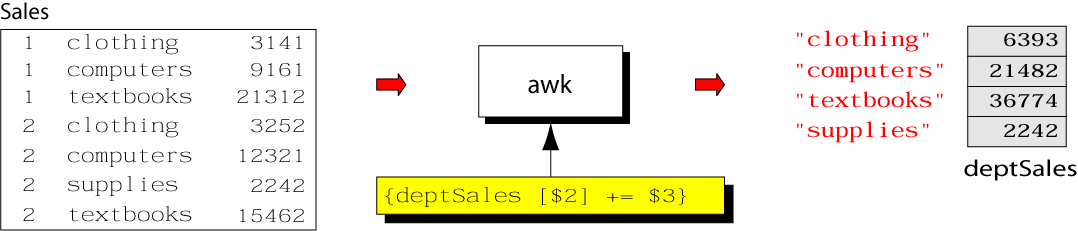 Sales
1 clothing 3141
1 computers 9161
1 textbooks 21312
2 clothing 3252
2 computers 12321
2 supplies 2242
2 textbooks 15462
awk
{deptSales [$2] += $3}
"clothing" 6393
"computers" 21482
"textbooks" 36774
"supplies" 2242
deptSales